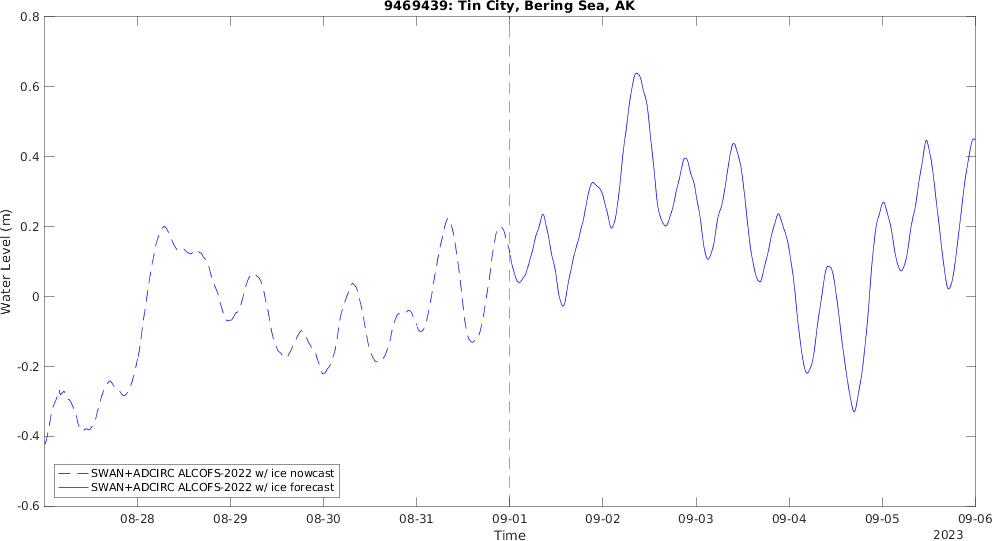 9469439: Tin City, Bering Sea, AK
0.8
0.6
0.4
0.2
0
-0.2
-0.4
-0.6
Water Level (m)
SWAN+ADCIRC ALCOFS-2022 w/ ice nowcast
SWAN+ADCIRC ALCOFS-2022 w/ ice forecast
08-28 08-29 08-30 08-31 09-01 09-02 09-03 09-04 09-05 09-06
Time
2023